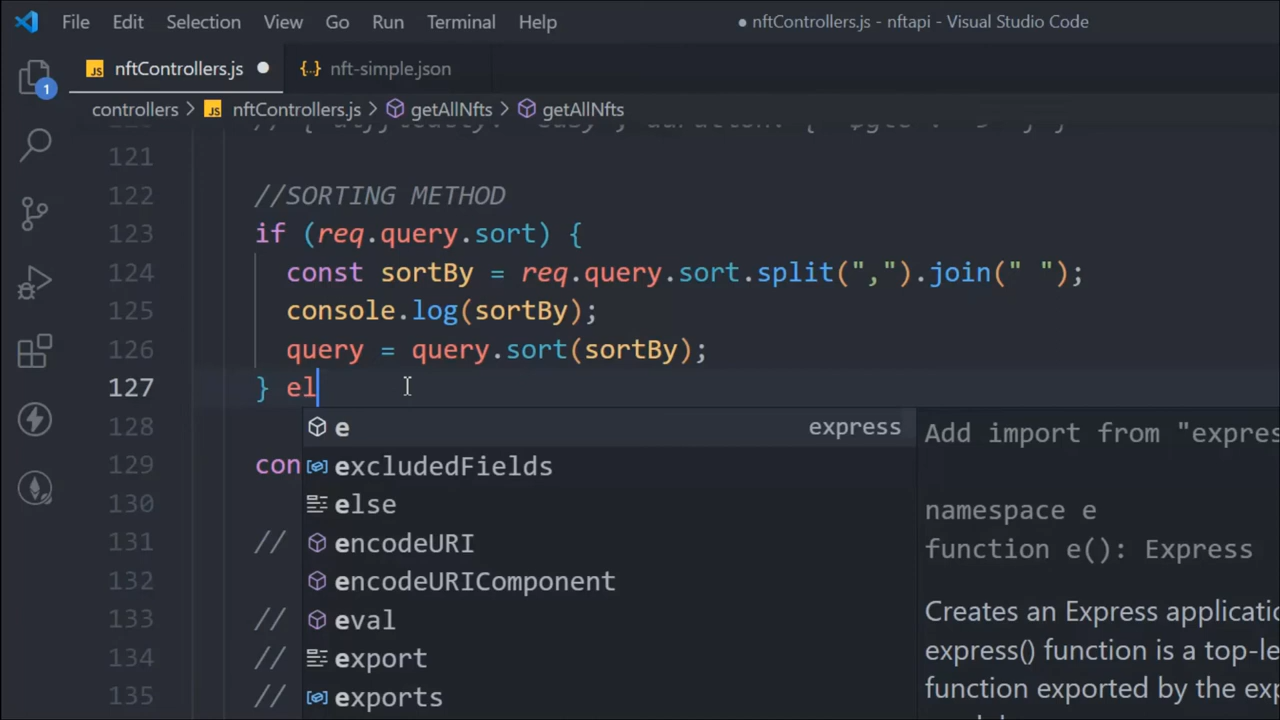 File Edit Selection View Go Run Terminal Help
● nftControllers.js - nftapi - Visual Studio Code
JS nftControllers.js ● {..} nft-simple.json
1
controllers > JS nftControllers.js > getAllNfts > getAllNfts
121
122 //SORTING METHOD
123 if (req.query.sort) {
124 const sortBy = req.query.sort.split(",").join(" ");
125 console.log(sortBy);
126 query = query.sort(sortBy);
127 } el
128
129 con
130
131 //
132
133 //
134 //
135 //
e express
excludedFields
else
encodeURI
encodeURIComponent
eval
export
exports
Add import from "expres
namespace e
function e(): Express
Creates an Express applicatio
express() function is a top-le
function exported by the exp